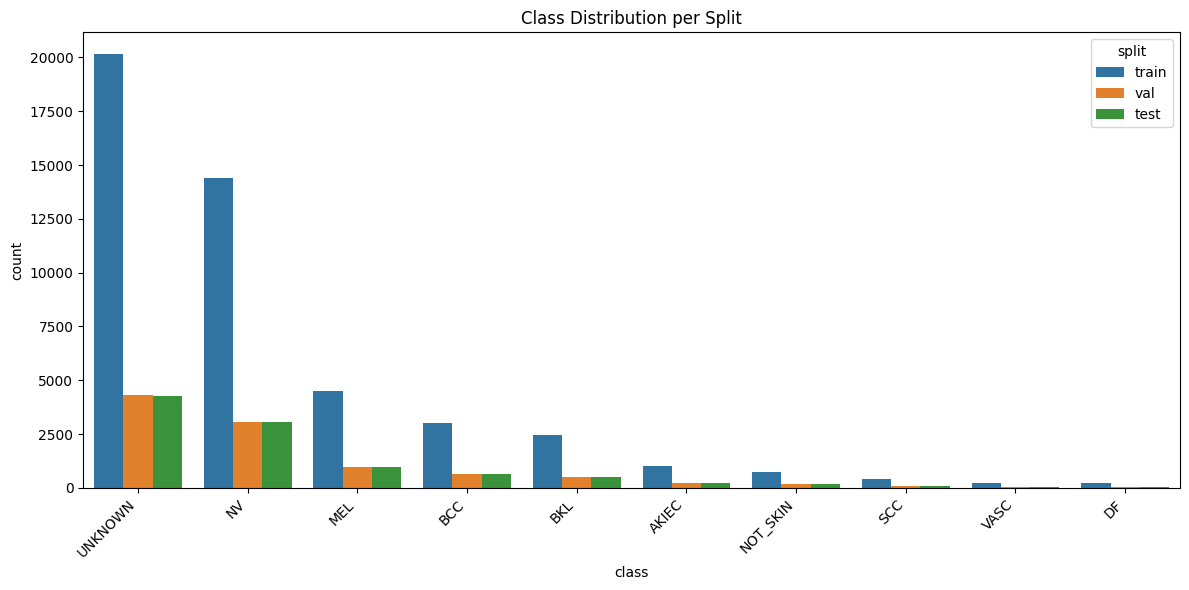 Class Distribution per Split
split
train
val
test
20000
17500
15000
12500
10000
7500
5000
2500
0
count
UNKNOWN
NV
MEL
BCC
BKL
AKIEC
NOT_SKIN
SCC
VASC
DF
class